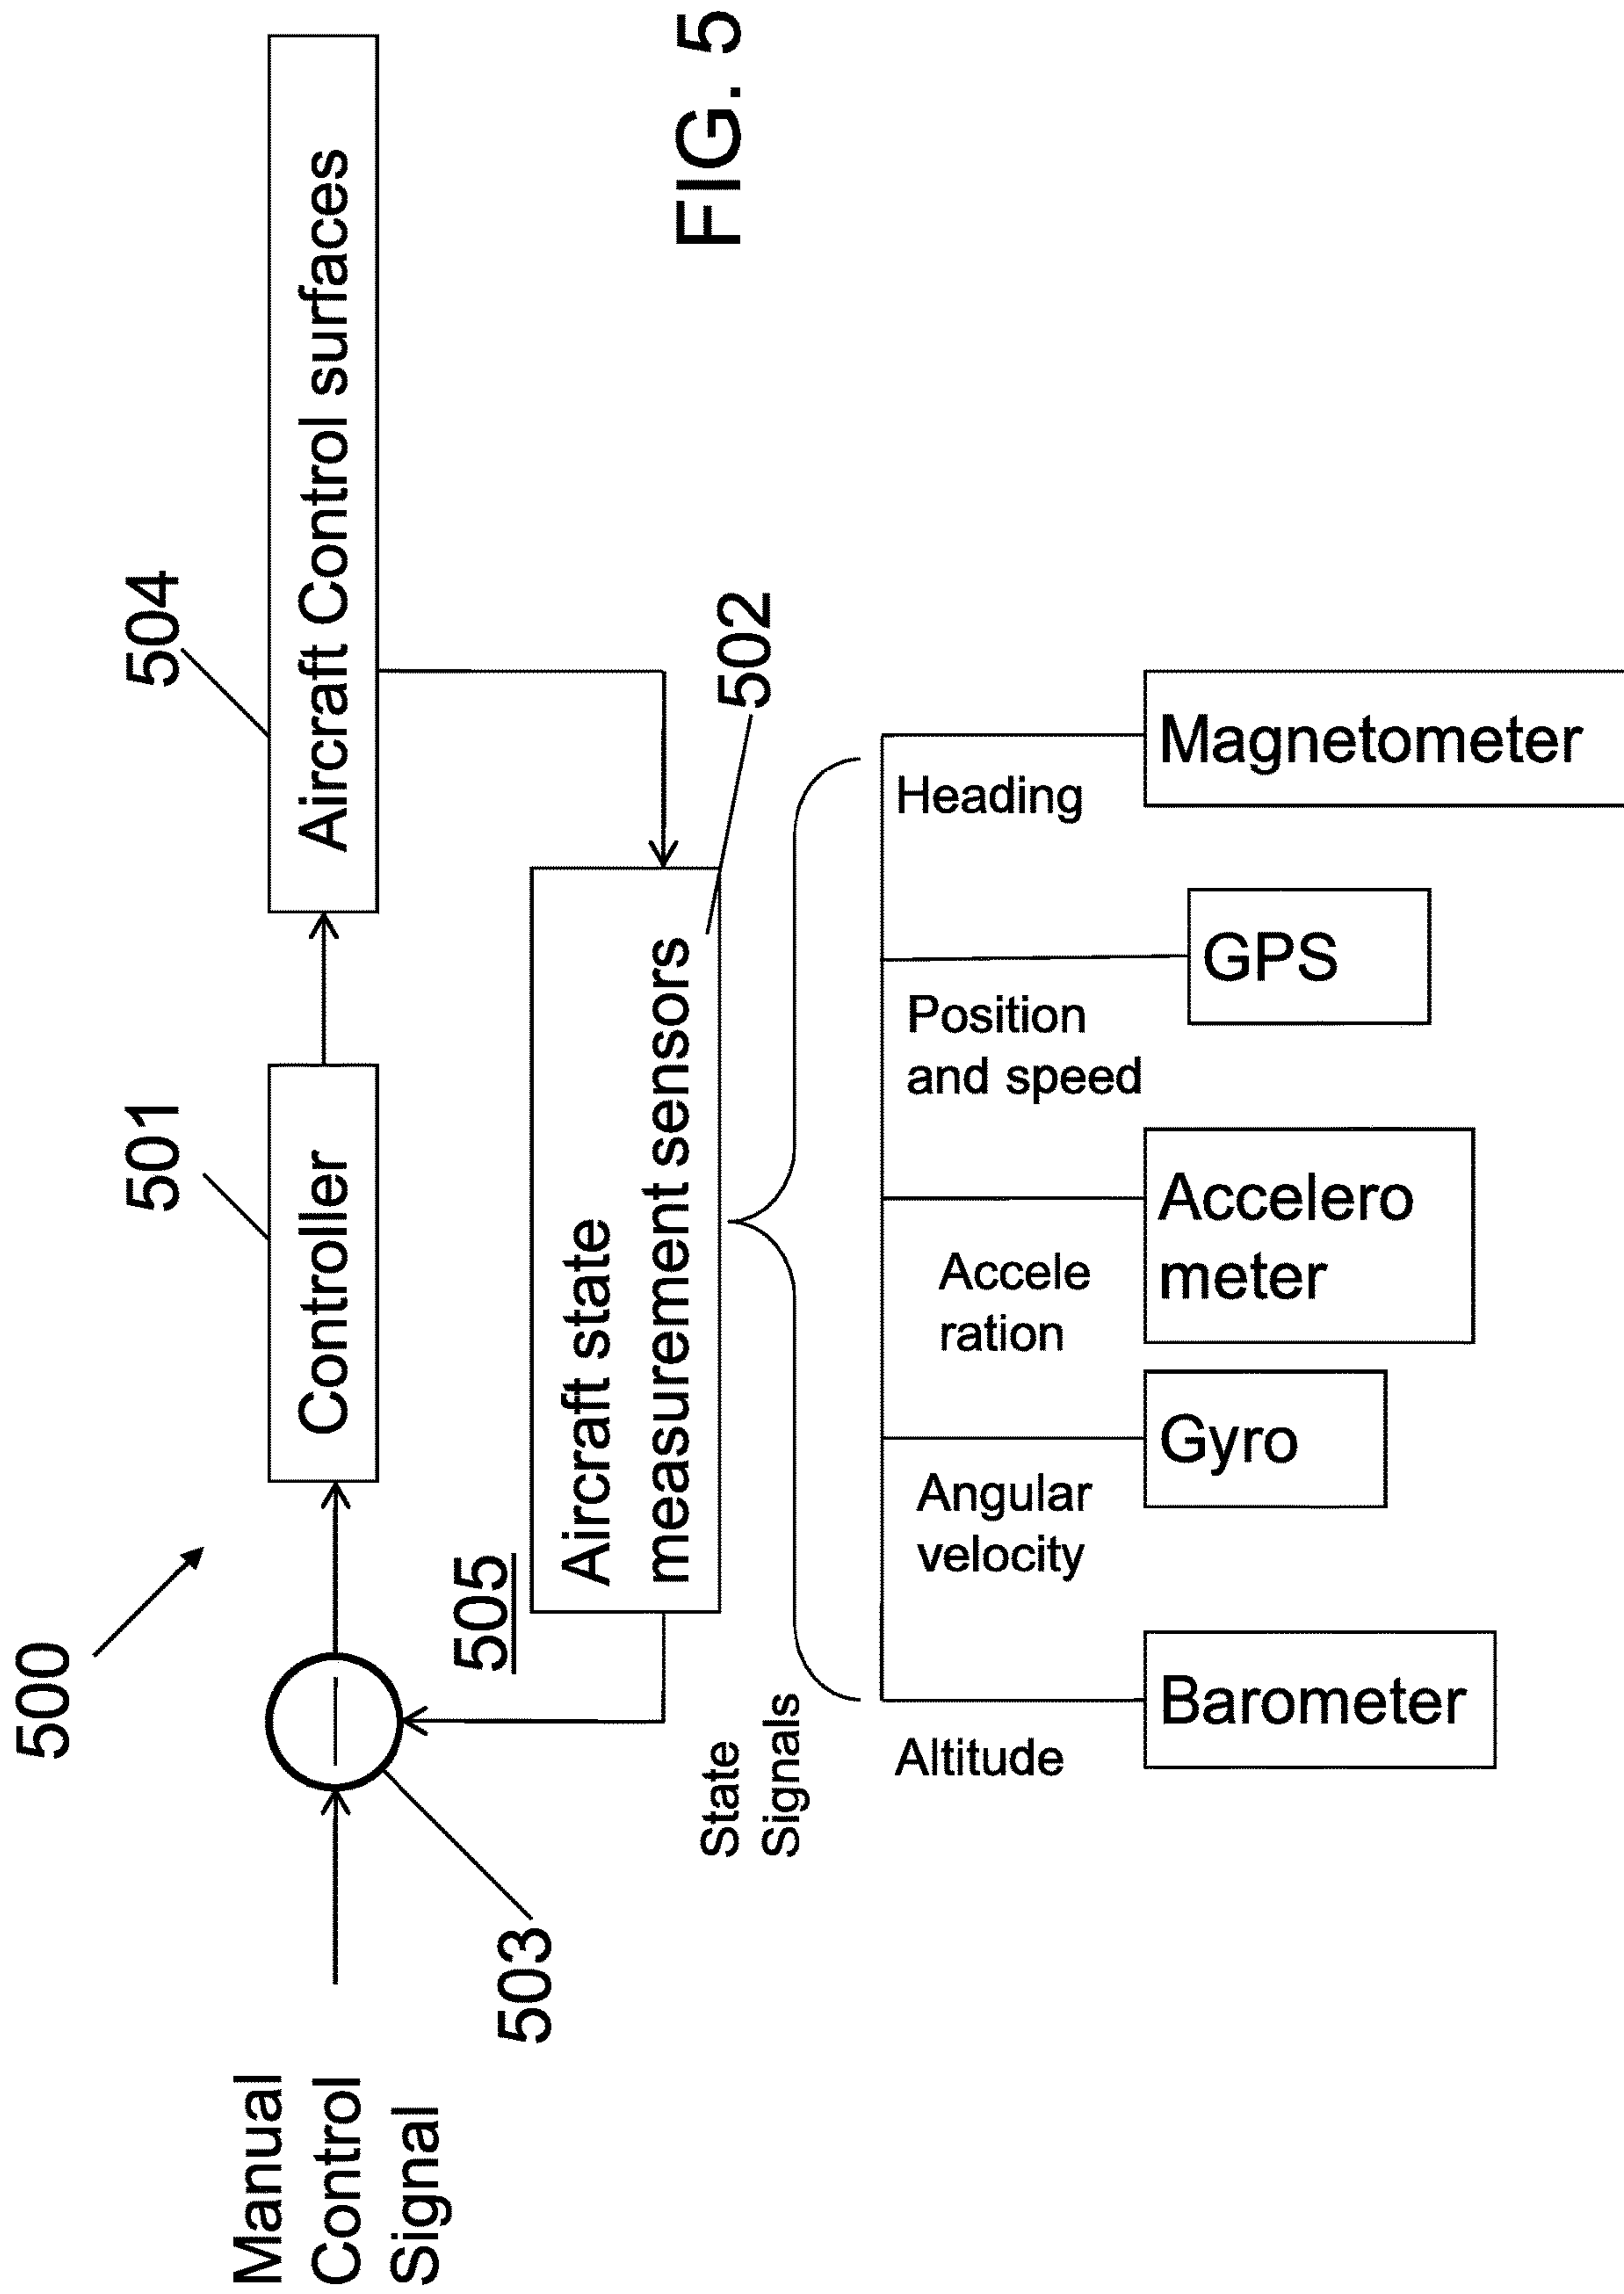 500
Manual
Control
Signal
503
501
Controller
504
Aircraft Control surfaces
505
Aircraft state
measurement sensors
502
State
Signals
Altitude
Barometer
Angular
velocity
Gyro
Accele
ration
Accelero
meter
Position
and speed
GPS
Heading
Magnetometer
FIG. 5